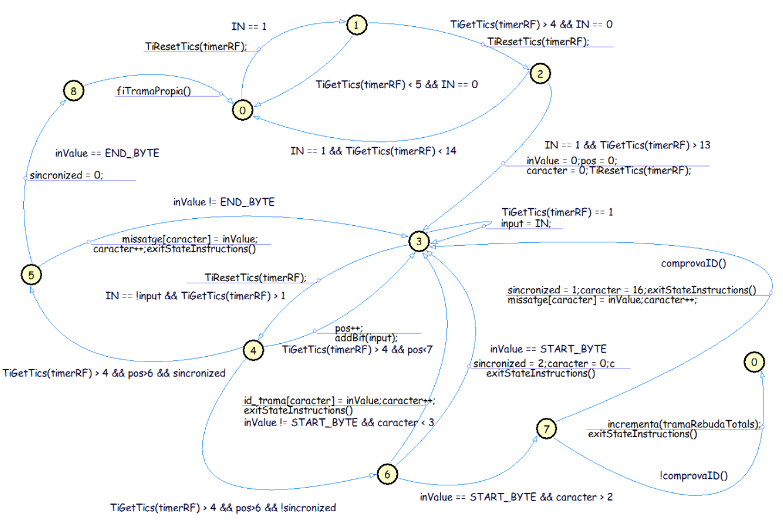 1
IN == 1
TiGetTics(timerRF) > 4 && IN == 0
TiResetTics(timerRF);
TiResetTics(timerRF);
2
8
TiGetTics(timerRF) < 5 && IN == 0
fiTramaPropia()
0
IN == 1 && TiGetTics(timerRF) > 13
IN == 1 && TiGetTics(timerRF) < 14
inValue == END_BYTE
inValue = 0;pos = 0;
caracter = 0;TiResetTics(timerRF);
sincronized = 0;
inValue != END_BYTE
TiGetTics(timerRF) == 1
input = IN;
missatge[caracter] = inValue;
caracter++;exitStateInstructions()
3
comprovaID()
5
TiResetTics(timerRF);
IN == !input && TiGetTics(timerRF) > 1
sincronized = 1;caracter = 16;exitStateInstructions()
missatge[caracter] = inValue;caracter++;
pos++;
addBit(input);
4
TiGetTics(timerRF) > 4 && pos<7
inValue == START_BYTE
sincronized = 2;caracter = 0;c
exitStateInstructions()
0
TiGetTics(timerRF) > 4 && pos>6 && sincronized
id_trama[caracter] = inValue;caracter++;
exitStateInstructions()
inValue != START_BYTE && caracter < 3
7
incrementa(tramaRebudaTotals);
exitStateInstructions()
6
!comprovaID()
inValue == START_BYTE && caracter > 2
TiGetTics(timerRF) > 4 && pos>6 && !sincronized